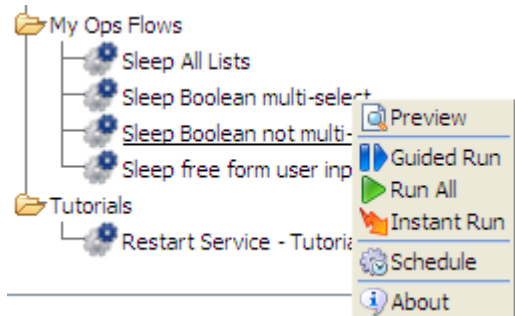 My Ops Flows
Sleep All Lists
Sleep Boolean multi-select
Sleep Boolean not multi-
Sleep free form user inp
Tutorials
Restart Service - Tutoria
Preview
Guided Run
Run All
Instant Run
Schedule
About